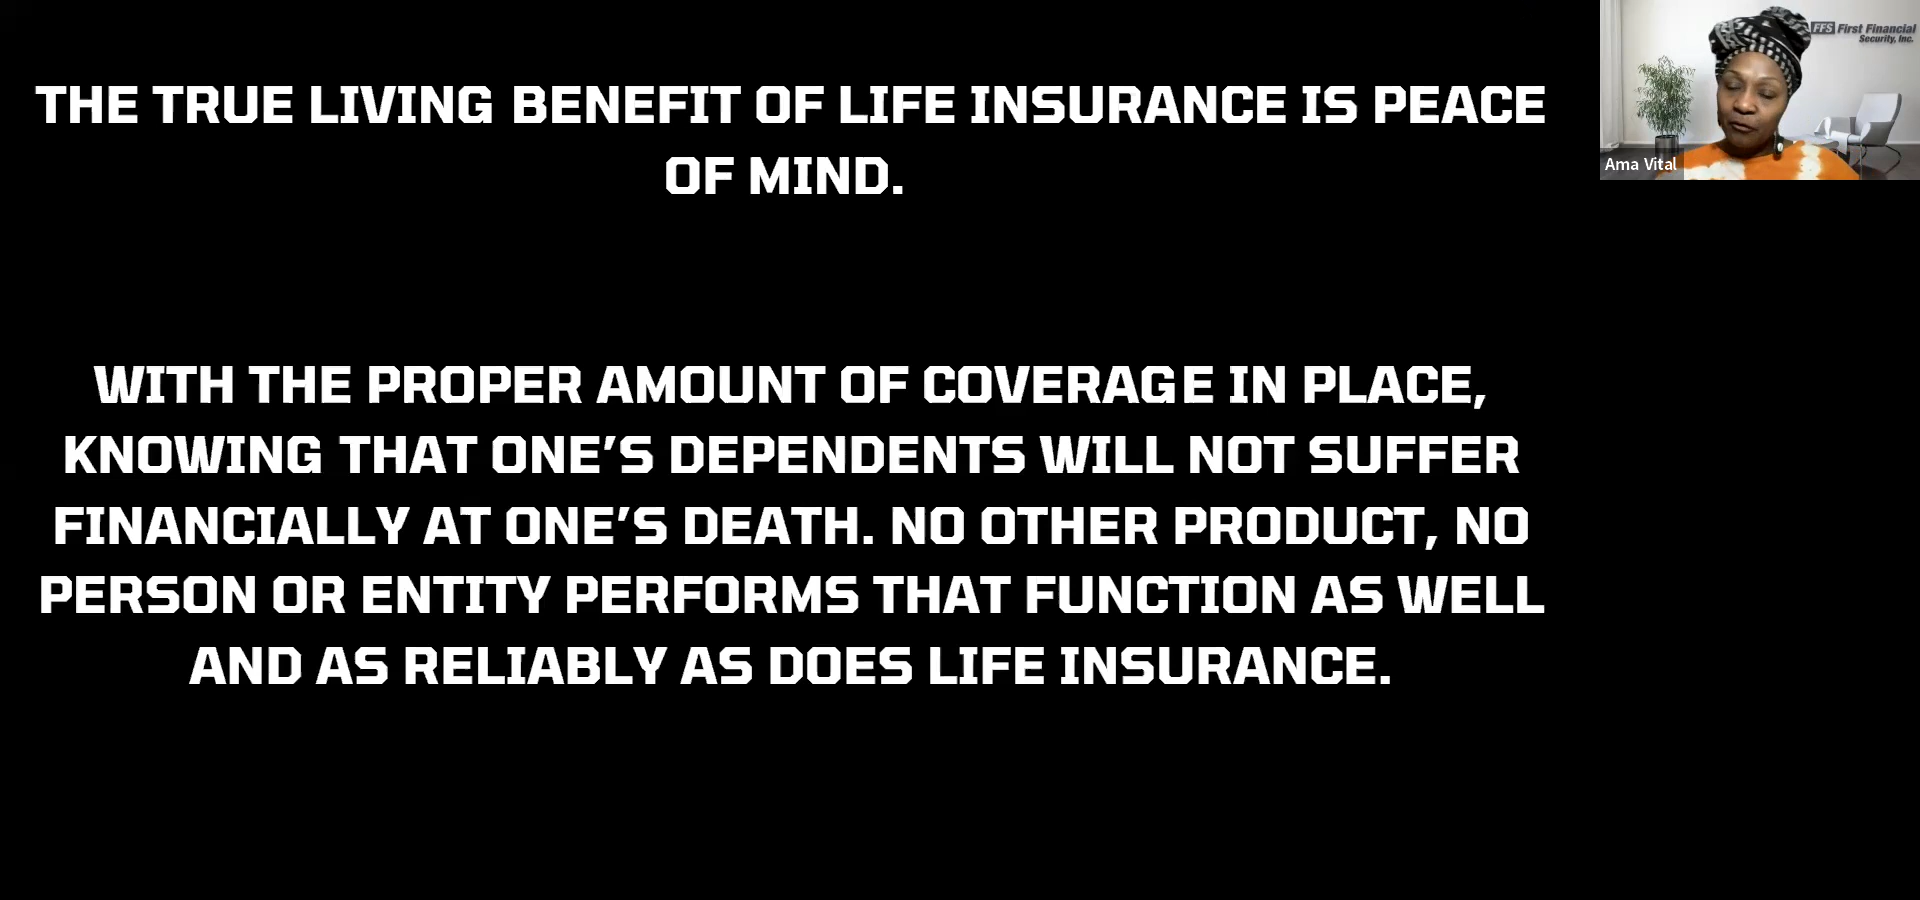 THE TRUE LIVING BENEFIT OF LIFE INSURANCE IS PEACE
OF MIND.
WITH THE PROPER AMOUNT OF COVERAGE IN PLACE,
KNOWING THAT ONE’S DEPENDENTS WILL NOT SUFFER
FINANCIALLY AT ONE’S DEATH. NO OTHER PRODUCT, NO
PERSON OR ENTITY PERFORMS THAT FUNCTION AS WELL
AND AS RELIABLY AS DOES LIFE INSURANCE.
FFS First Financial
Security, Inc.
Ama Vital